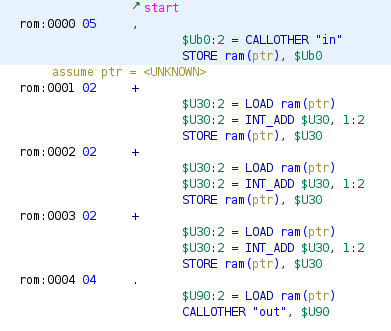 start
rom:0000 05 ,
$Ub0:2 = CALLOTHER "in"
STORE ram(ptr), $Ub0
assume ptr = <UNKNOWN>
rom:0001 02 +
$U30:2 = LOAD ram(ptr)
$U30:2 = INT_ADD $U30, 1:2
STORE ram(ptr), $U30
rom:0002 02 +
$U30:2 = LOAD ram(ptr)
$U30:2 = INT_ADD $U30, 1:2
STORE ram(ptr), $U30
rom:0003 02 +
$U30:2 = LOAD ram(ptr)
$U30:2 = INT_ADD $U30, 1:2
STORE ram(ptr), $U30
rom:0004 04 .
$U90:2 = LOAD ram(ptr)
CALLOTHER "out", $U90